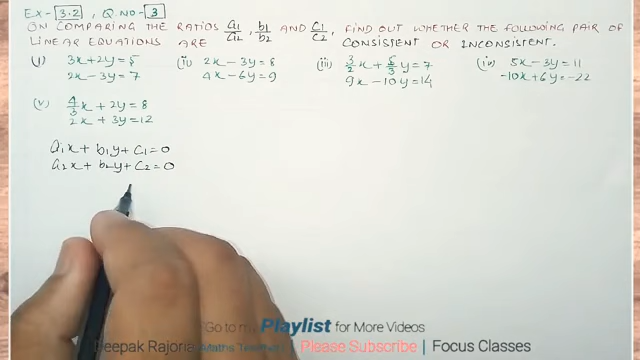 EX-3.2, Q.NO-3
ON COMPARING THE RATIOS a1/a2, b1/b2 AND c1/c2, FIND OUT WHETHER THE FOLLOWING PAIR OF
LINEAR EQUATIONS ARE CONSISTENT OR INCONSISTENT.
(i) 3x+2y=5 (ii) 2x-3y=8 (iii) 3/2x+5/3y=7 (iv) 5x-3y=11
2x-3y=7 4x-6y=9 9x-10y=14 -10x+6y=-22
(v) 4/3x+2y=8
2x+3y=12
a1x+b1y+c1=0
a2x+b2y+c2=0
Go to my Playlist for More Videos
Deepak Rajoria (Maths Teacher) | Please Subscribe | Focus Classes